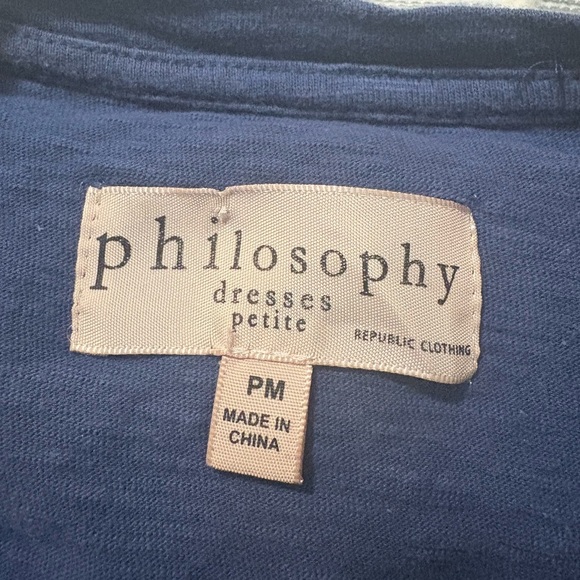 philosophy
dresses
petite
REPUBLIC CLOTHING
PM
MADE IN
CHINA